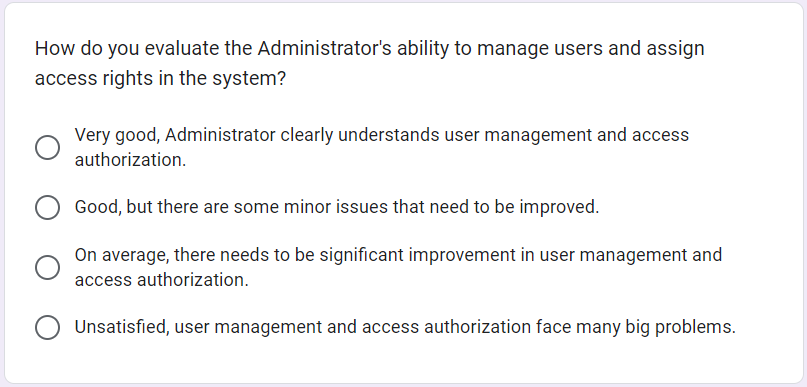 How do you evaluate the Administrator's ability to manage users and assign
access rights in the system?
Very good, Administrator clearly understands user management and access
authorization.
Good, but there are some minor issues that need to be improved.
On average, there needs to be significant improvement in user management and
access authorization.
Unsatisfied, user management and access authorization face many big problems.